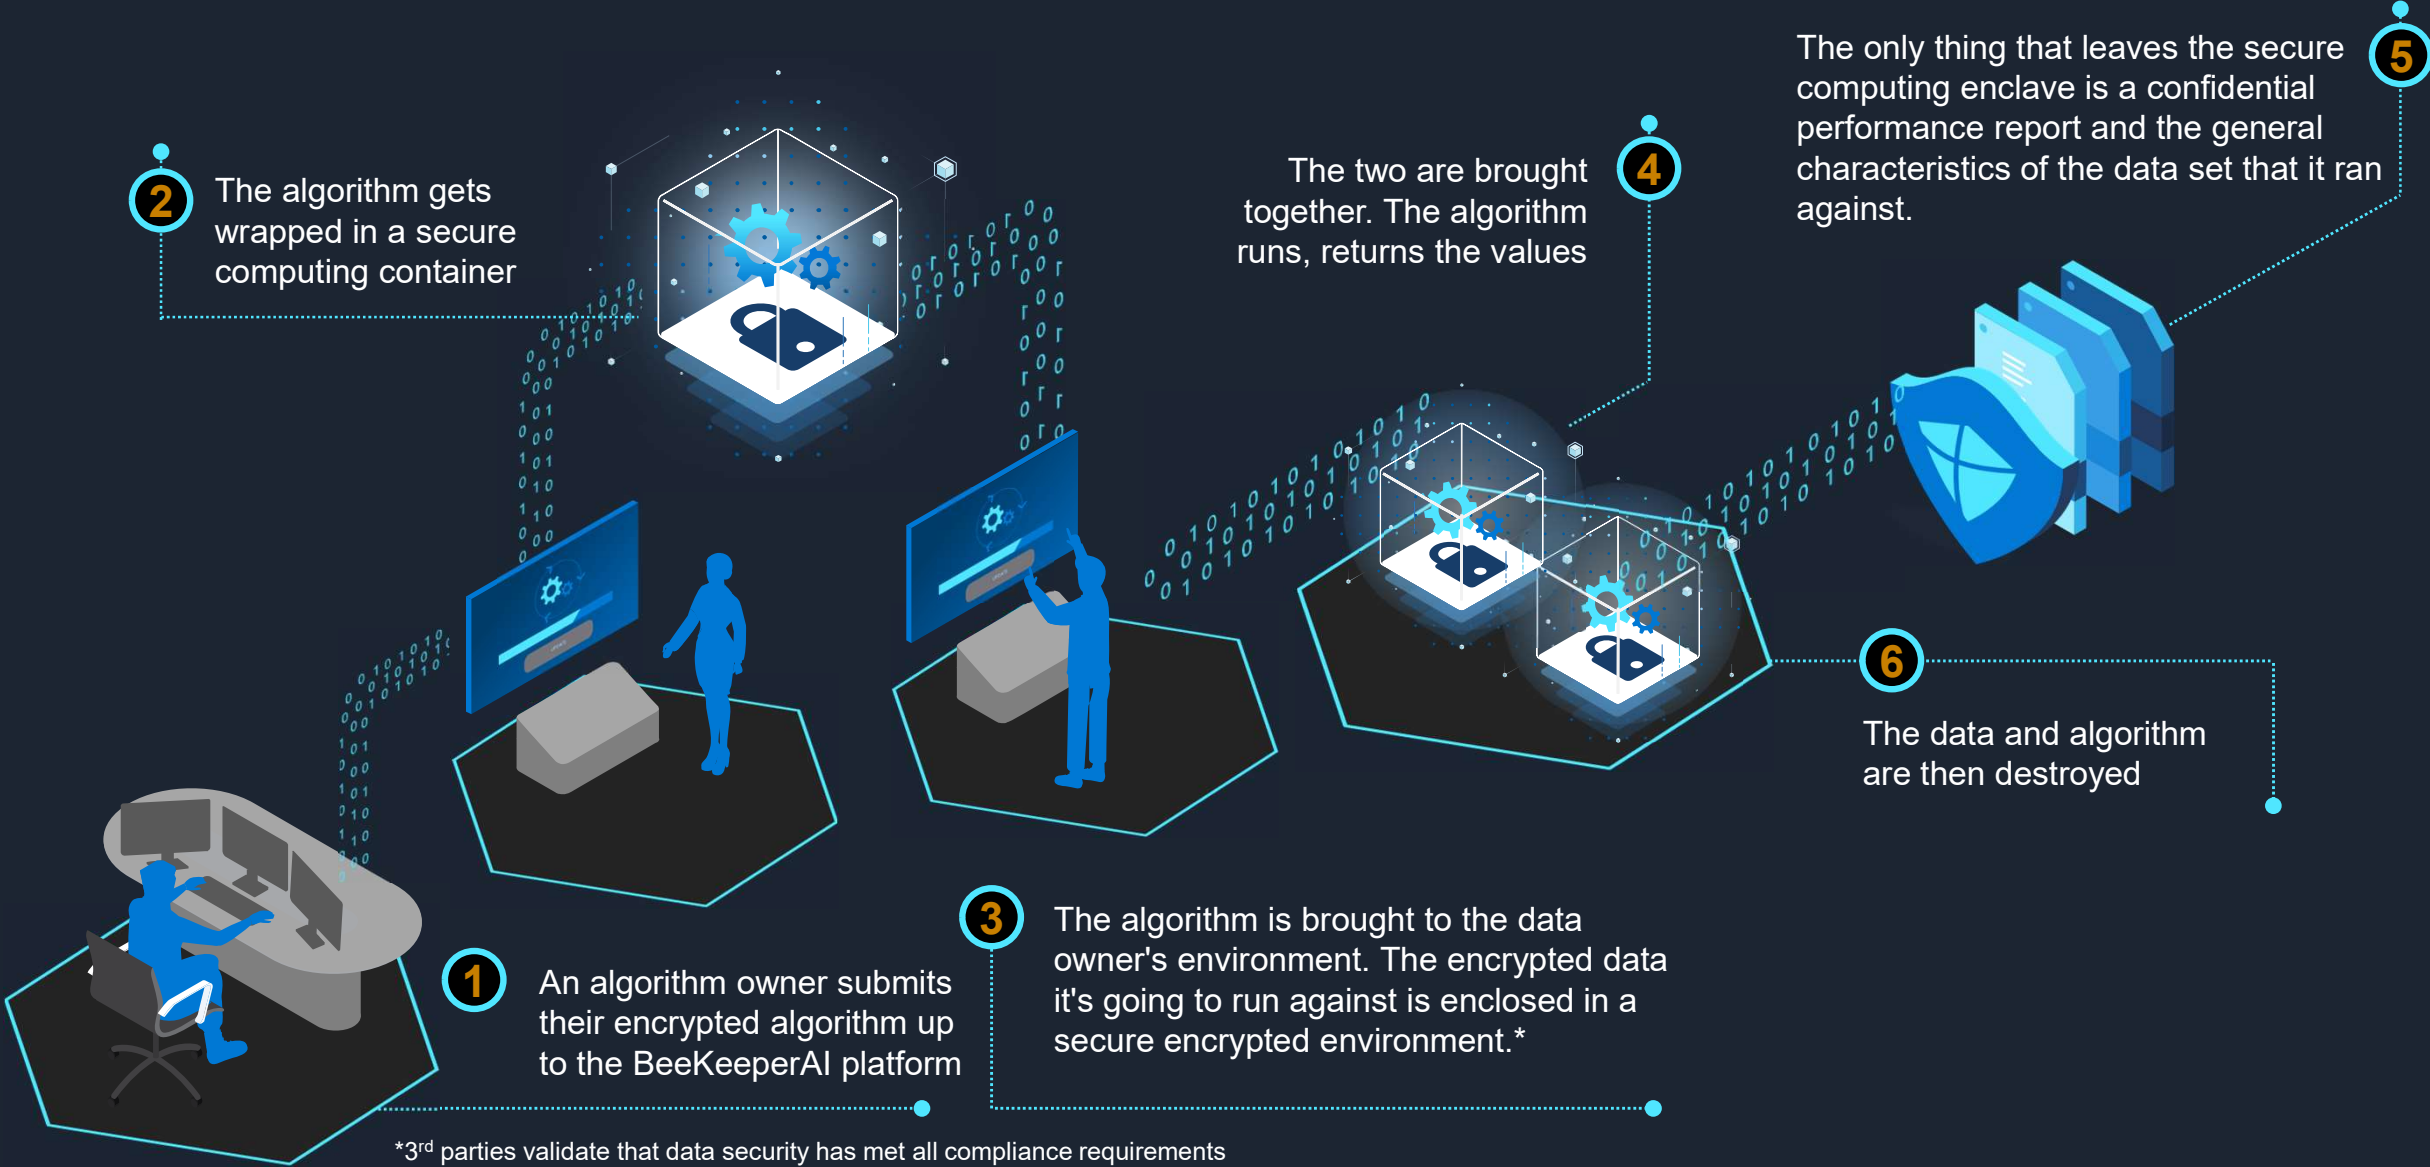 1
An algorithm owner submits
their encrypted algorithm up
to the BeeKeeperAI platform
2
The algorithm gets
wrapped in a secure
computing container
3
The algorithm is brought to the data
owner's environment. The encrypted data
it's going to run against is enclosed in a
secure encrypted environment.*
4
The two are brought
together. The algorithm
runs, returns the values
5
The only thing that leaves the secure
computing enclave is a confidential
performance report and the general
characteristics of the data set that it ran
against.
6
The data and algorithm
are then destroyed
*3rd parties validate that data security has met all compliance requirements